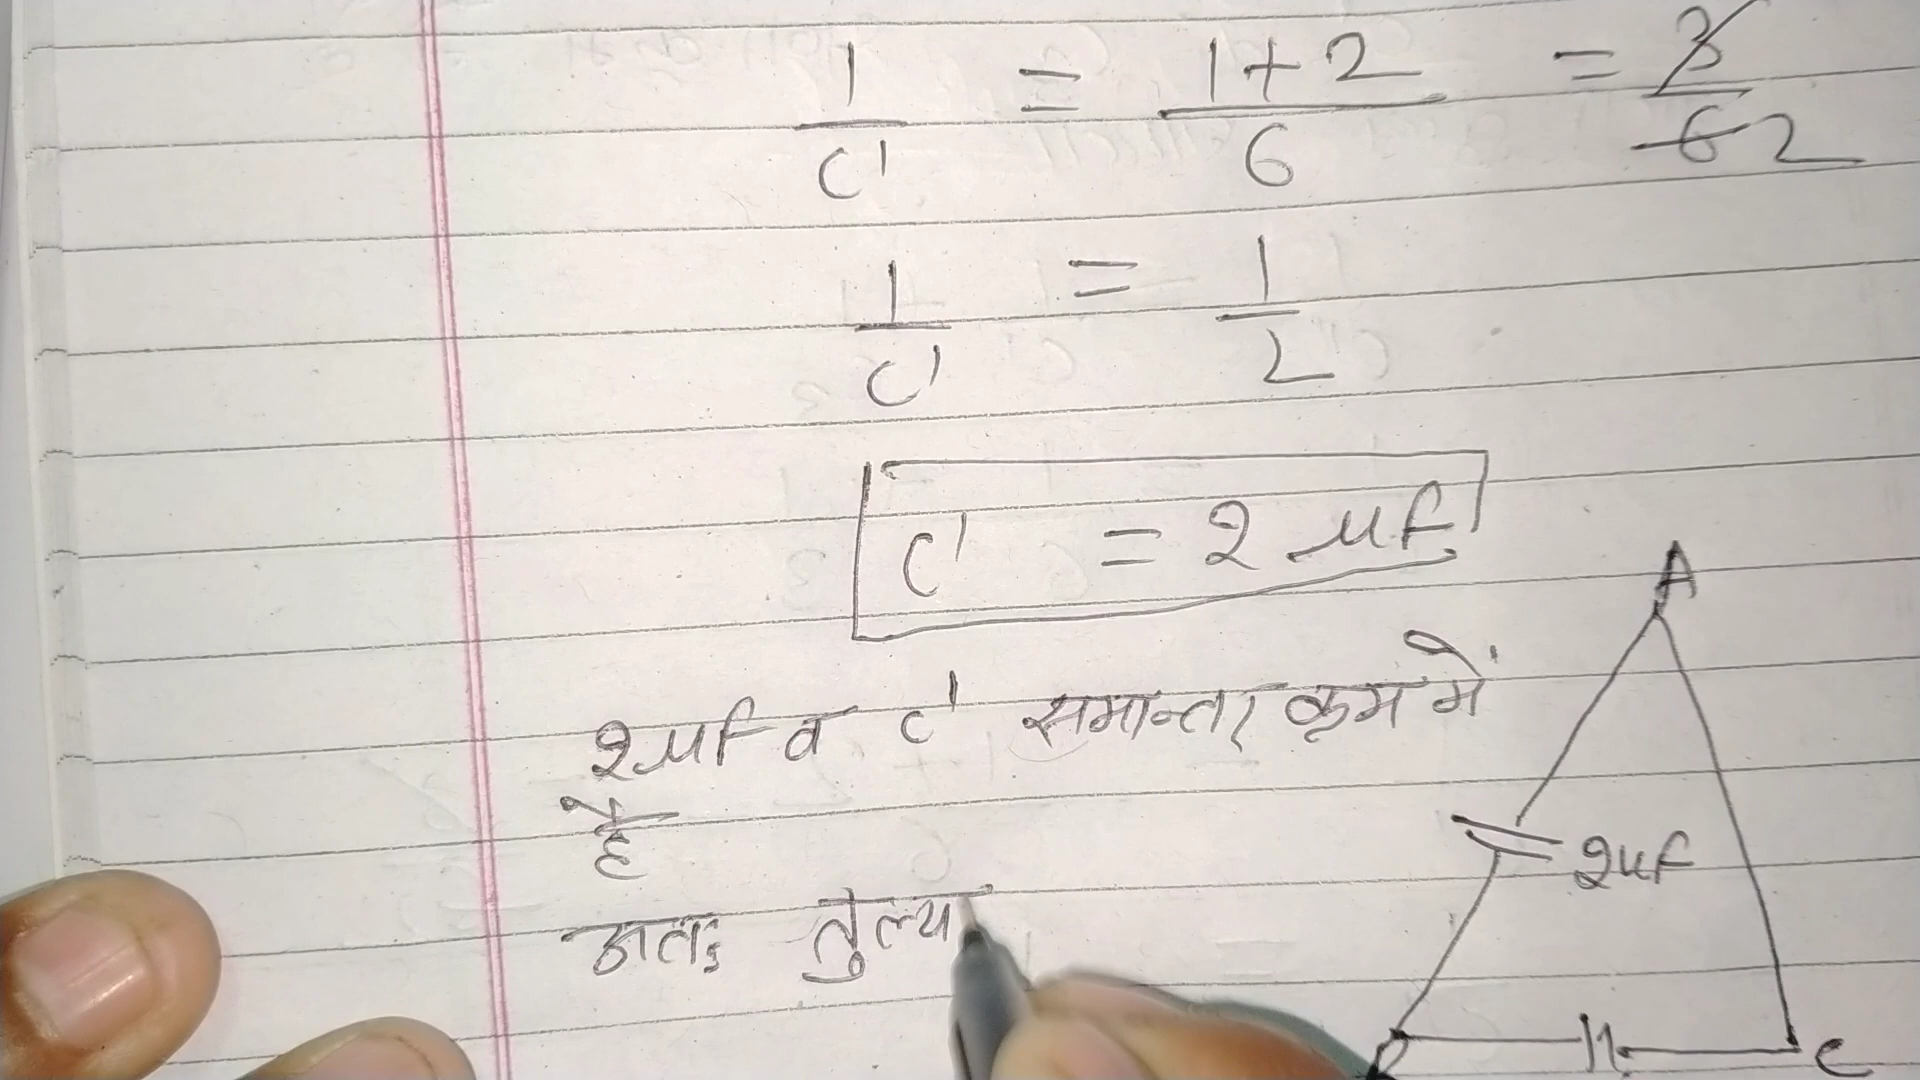 1/C' = 1+2/6 = 3/6 2
1/C' = 1/2
C' = 2 μF
A
2μF व C' समान्तर क्रम में
है
2μF
अतः तुल्य
C